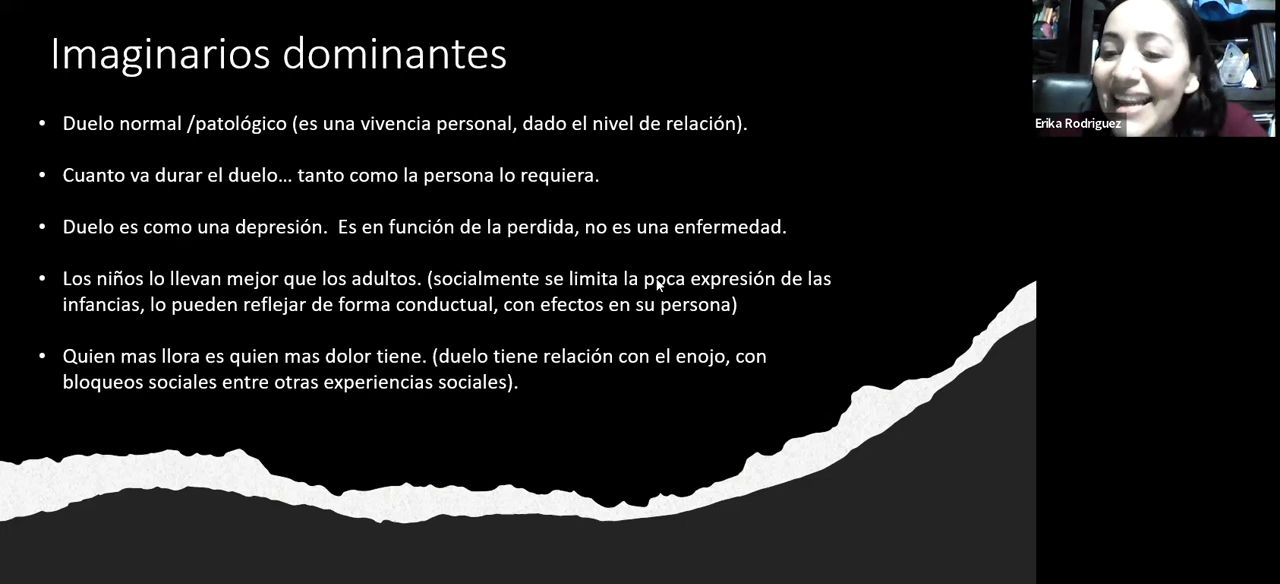 Imaginarios dominantes
Erika Rodriguez
• Duelo normal /patológico (es una vivencia personal, dado el nivel de relación).
• Cuanto va durar el duelo... tanto como la persona lo requiera.
• Duelo es como una depresión.  Es en función de la perdida, no es una enfermedad.
• Los niños lo llevan mejor que los adultos. (socialmente se limita la poca expresión de las
infancias, lo pueden reflejar de forma conductual, con efectos en su persona)
• Quien mas llora es quien mas dolor tiene. (duelo tiene relación con el enojo, con
bloqueos sociales entre otras experiencias sociales).